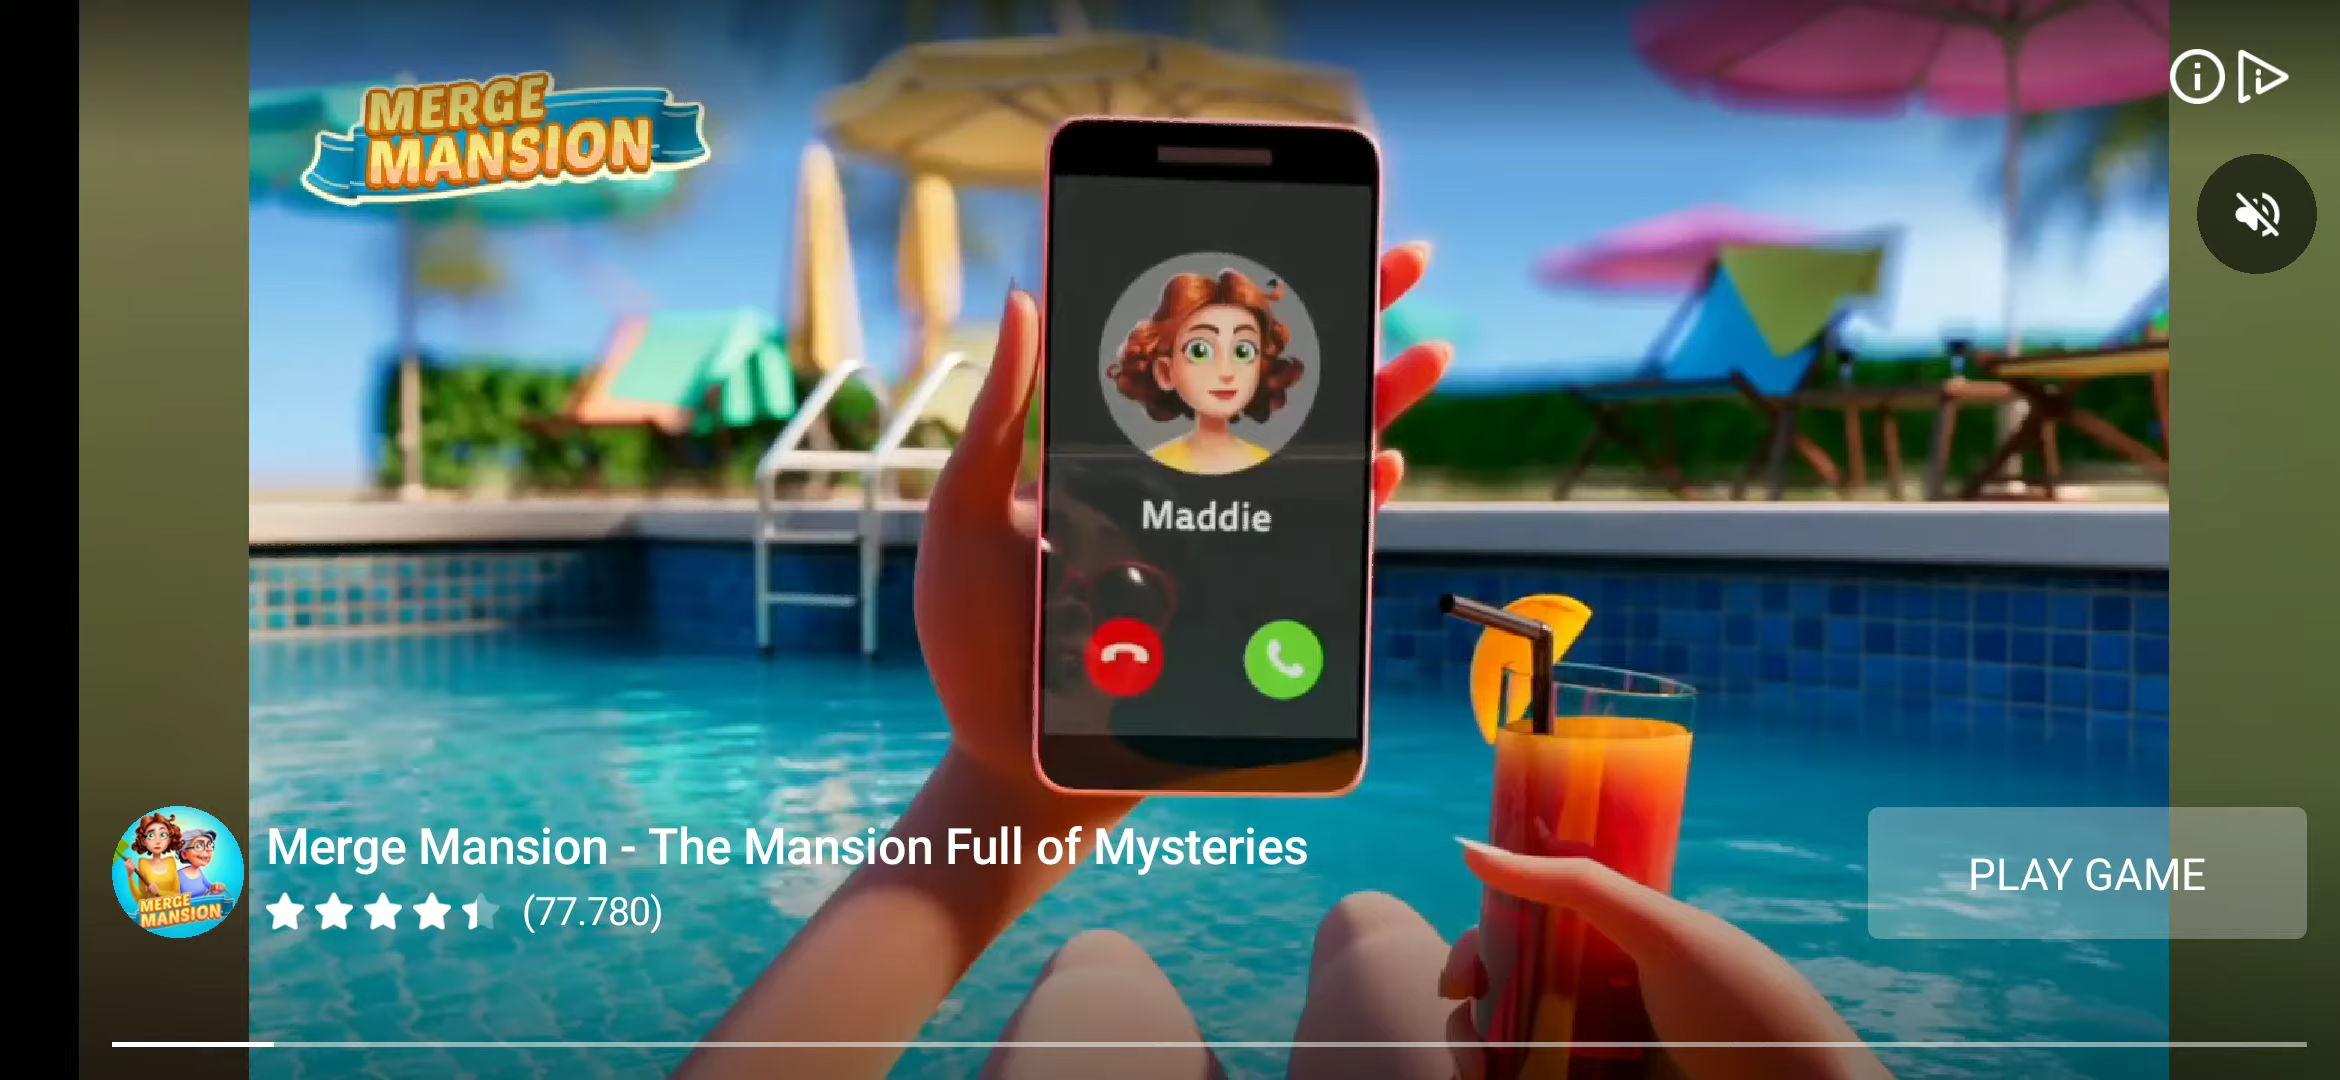 MERGE
MANSION
Maddie
MERGE
MANSION
Merge Mansion - The Mansion Full of Mysteries
(77.780)
PLAY GAME